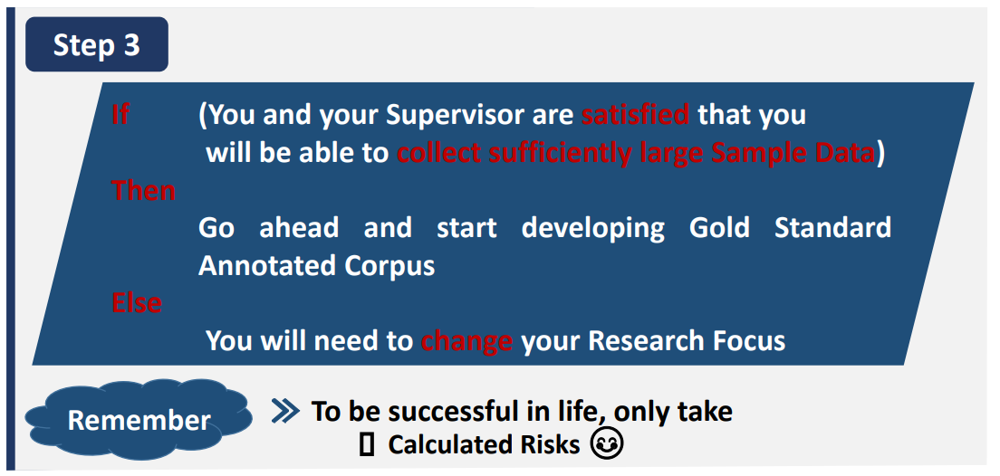 Step 3
If (You and your Supervisor are satisfied that you
will be able to collect sufficiently large Sample Data)
Then
Go ahead and start developing Gold Standard
Annotated Corpus
Else
You will need to change your Research Focus
Remember
To be successful in life, only take
Calculated Risks